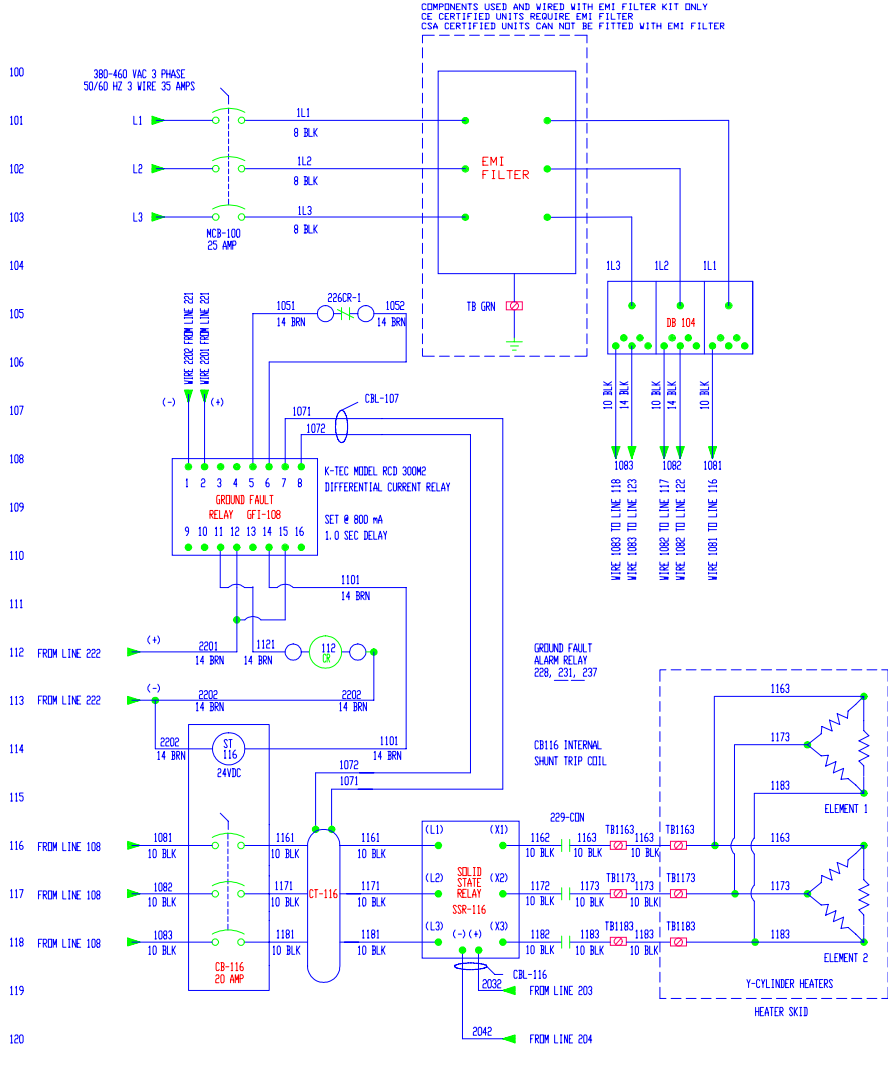 COMPONENTS USED AND WIRED WITH EMI FILTER KIT ONLY
CE CERTIFIED UNITS REQUIRE EMI FILTER
CSA CERTIFIED UNITS CAN NOT BE FITTED WITH EMI FILTER
100
380-460 VAC 3 PHASE
50/60 HZ 3 WIRE 35 AMPS
101
L1
1L1
8 BLK
102
L2
1L2
8 BLK
EMI
FILTER
103
L3
1L3
8 BLK
MCB-100
25 AMP
104
1L3
1L2
1L1
105
WIRE 2202 FROM LINE 221
WIRE 2201 FROM LINE 221
1051
14 BRN
226CR-1
1052
14 BRN
TB GRN
DB 104
106
107
(-)
(+)
CBL-107
1071
1072
10 BLK
14 BLK
10 BLK
14 BLK
10 BLK
108
1083
1082
1081
1 2 3 4 5 6 7 8
K-TEC MODEL RCD 300M2
DIFFERENTIAL CURRENT RELAY
109
GROUND FAULT
RELAY GFI-108
SET @ 800 mA
1.0 SEC DELAY
9 10 11 12 13 14 15 16
WIRE 1083 TO LINE 118
WIRE 1083 TO LINE 123
WIRE 1082 TO LINE 117
WIRE 1082 TO LINE 122
WIRE 1081 TO LINE 116
110
1101
14 BRN
111
112
FROM LINE 222
(+)
2201
14 BRN
1121
14 BRN
112
CR
GROUND FAULT
ALARM RELAY
228, 231, 237
113
FROM LINE 222
(-)
2202
14 BRN
2202
14 BRN
1163
114
2202
14 BRN
ST
116
24VDC
1101
14 BRN
CB116 INTERNAL
SHUNT TRIP COIL
1173
1072
1071
115
1183
ELEMENT 1
229-CON
116
FROM LINE 108
1081
10 BLK
1161
10 BLK
1161
10 BLK
(L1)
(X1)
1162
10 BLK
1163
10 BLK
TB1163
1163
10 BLK
TB1163
1163
SOLID
STATE
RELAY
SSR-116
117
FROM LINE 108
1082
10 BLK
1171
10 BLK
CT-116
1171
10 BLK
(L2)
(X2)
1172
10 BLK
1173
10 BLK
TB1173
1173
10 BLK
TB1173
1173
118
FROM LINE 108
1083
10 BLK
1181
10 BLK
1181
10 BLK
(L3)
(X3)
(-)
(+)
1182
10 BLK
1183
10 BLK
TB1183
1183
10 BLK
TB1183
1183
ELEMENT 2
CB-116
20 AMP
CBL-116
Y-CYLINDER HEATERS
119
2032
FROM LINE 203
HEATER SKID
120
2042
FROM LINE 204